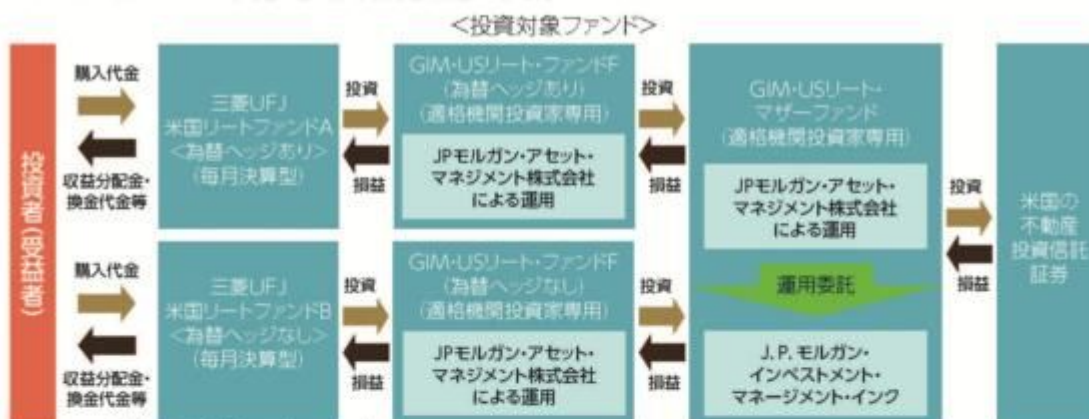 <投資対象ファンド>
投資者(受益者)
購入代金
収益分配金・
換金代金等
三菱UFJ
米国リートファンドA
<為替ヘッジあり>
(毎月決算型)
投資
損益
GIM・USリート・ファンドF
(為替ヘッジあり)
(適格機関投資家専用)
JPモルガン・アセット・
マネジメント株式会社
による運用
投資
損益
GIM・USリート・
マザーファンド
(適格機関投資家専用)
JPモルガン・アセット・
マネジメント株式会社
による運用
運用委託
J.P.モルガン・
インベストメント・
マネージメント・インク
投資
損益
米国の
不動産
投資信託
証券
購入代金
収益分配金・
換金代金等
三菱UFJ
米国リートファンドB
<為替ヘッジなし>
(毎月決算型)
投資
損益
GIM・USリート・ファンドF
(為替ヘッジなし)
(適格機関投資家専用)
JPモルガン・アセット・
マネジメント株式会社
による運用
投資
損益